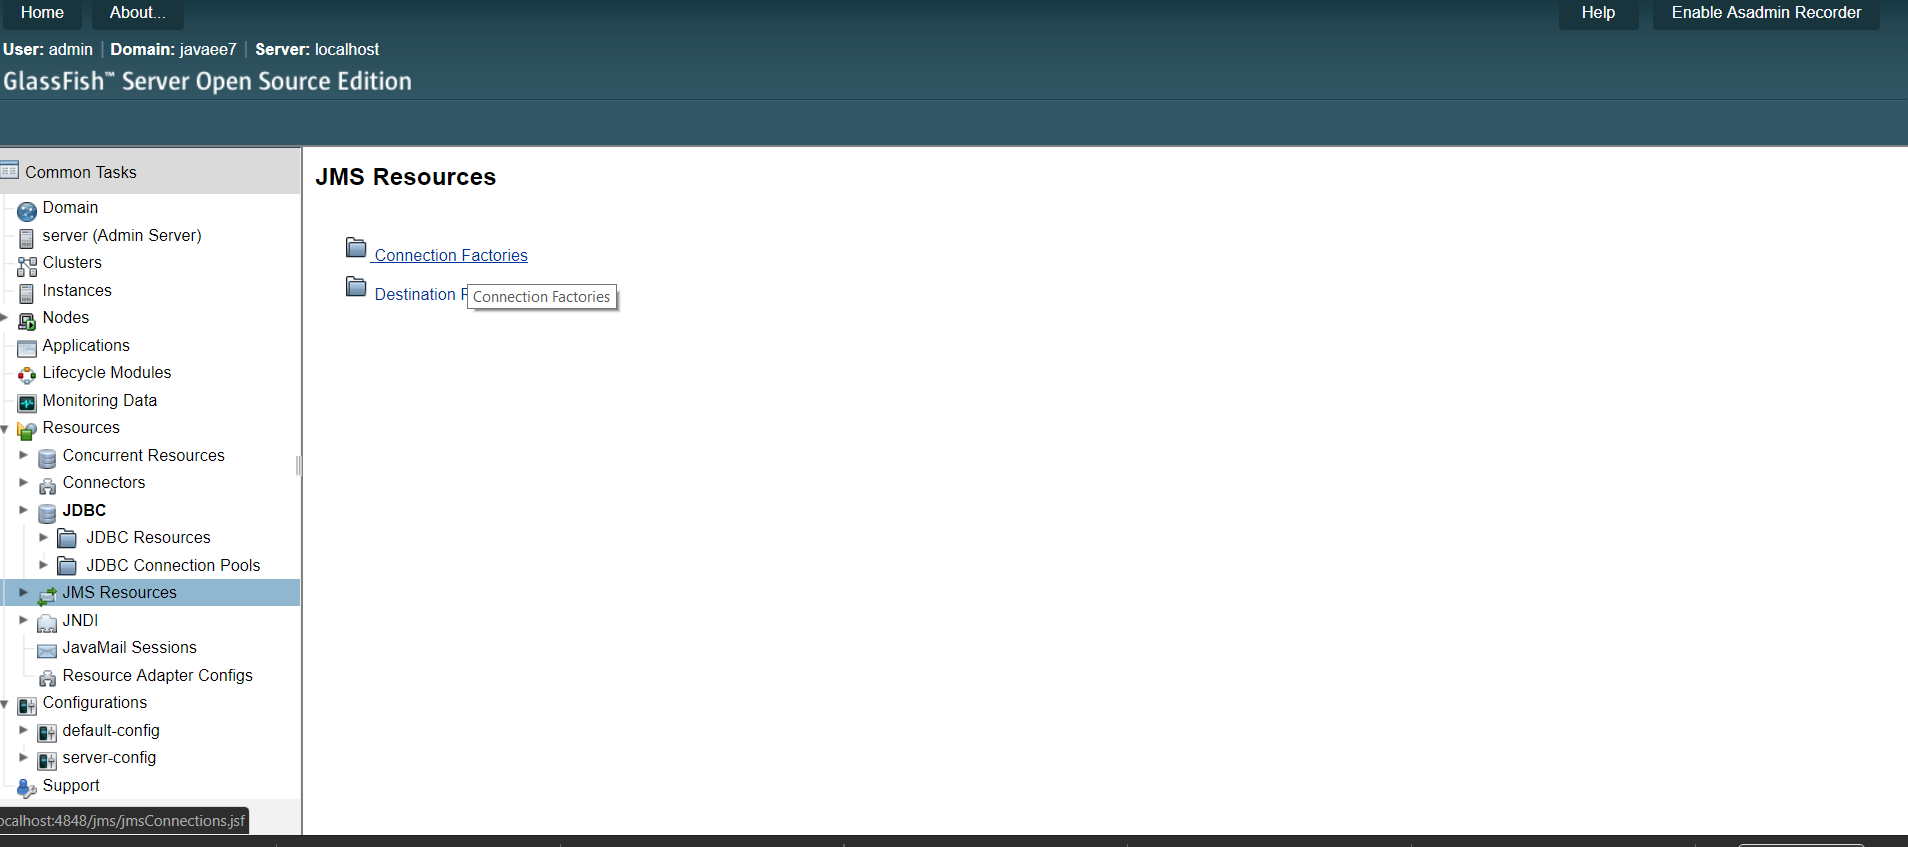 Home About... Help Enable Asadmin Recorder
User: admin Domain: javaee7 Server: localhost
GlassFish™ Server Open Source Edition
Common Tasks
Domain
server (Admin Server)
Clusters
Instances
Nodes
Applications
Lifecycle Modules
Monitoring Data
Resources
Concurrent Resources
Connectors
JDBC
JDBC Resources
JDBC Connection Pools
JMS Resources
JNDI
JavaMail Sessions
Resource Adapter Configs
Configurations
default-config
server-config
Support
ocalhost:4848/jms/jmsConnections.jsf
JMS Resources
Connection Factories
Destination
Connection Factories